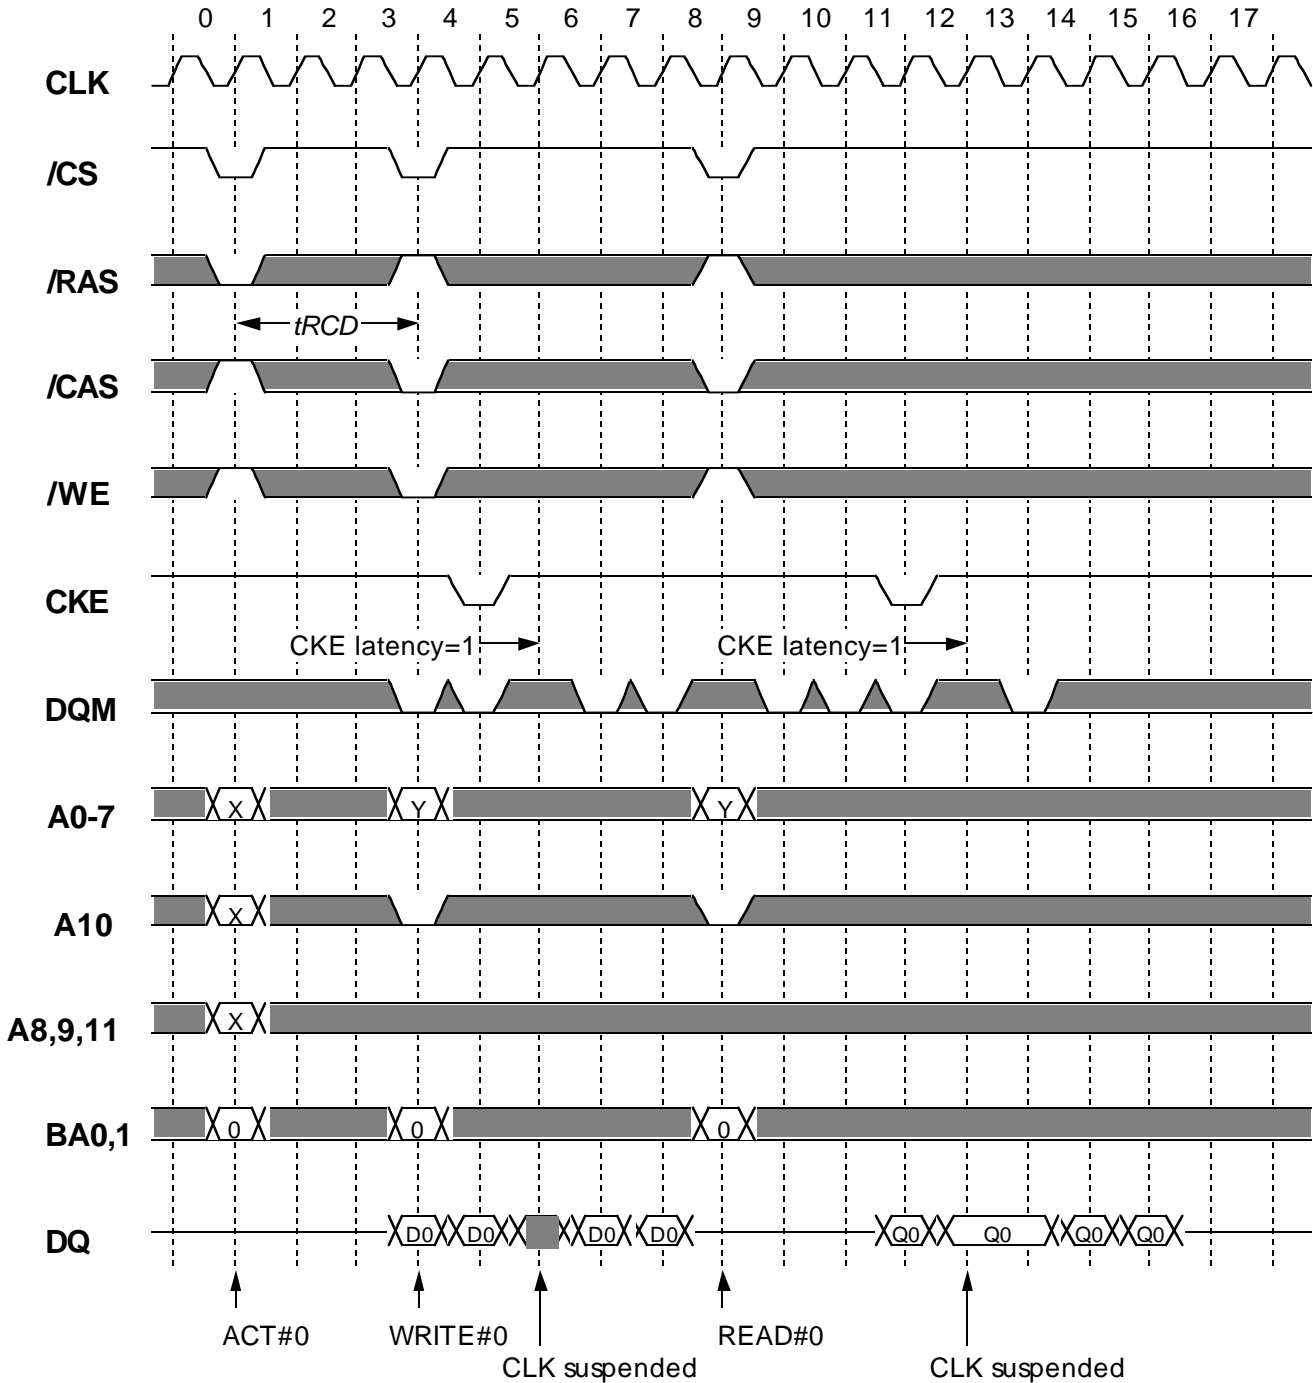 0 1 2 3 4 5 6 7 8 9 10 11 12 13 14 15 16 17
CLK
/CS
/RAS
tRCD
/CAS
/WE
CKE
CKE latency=1 CKE latency=1
DQM
A0-7 X Y Y
A10 X
A8,9,11 X
BA0,1 0 0 0
DQ D0 D0 D0 D0 Q0 Q0 Q0 Q0
ACT#0 WRITE#0 READ#0
CLK suspended CLK suspended